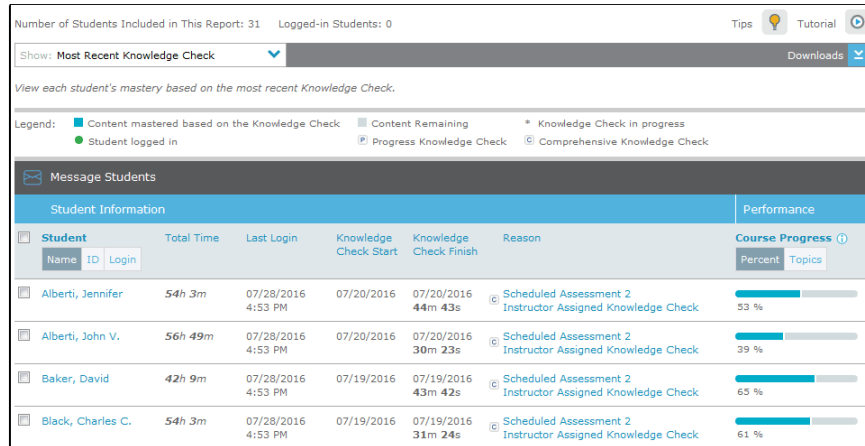 Number of Students Included in This Report: 31 Logged-in Students: 0 Tips Tutorial
Show: Most Recent Knowledge Check Downloads
View each student's mastery based on the most recent Knowledge Check.
Legend: Content mastered based on the Knowledge Check Content Remaining * Knowledge Check in progress
Student logged in P Progress Knowledge Check C Comprehensive Knowledge Check
Message Students
Student Information Performance
Student Total Time Last Login Knowledge Check Start Knowledge Check Finish Reason Course Progress
Name ID Login Percent Topics
Alberti, Jennifer 54h 3m 07/28/2016 07/20/2016 07/20/2016 C Scheduled Assessment 2
4:53 PM 44m 43s Instructor Assigned Knowledge Check 53 %
Alberti, John V. 56h 49m 07/28/2016 07/20/2016 07/20/2016 C Scheduled Assessment 2
4:53 PM 30m 23s Instructor Assigned Knowledge Check 39 %
Baker, David 42h 9m 07/28/2016 07/19/2016 07/19/2016 C Scheduled Assessment 2
4:53 PM 43m 42s Instructor Assigned Knowledge Check 65 %
Black, Charles C. 54h 3m 07/28/2016 07/19/2016 07/19/2016 C Scheduled Assessment 2
4:53 PM 31m 24s Instructor Assigned Knowledge Check 61 %